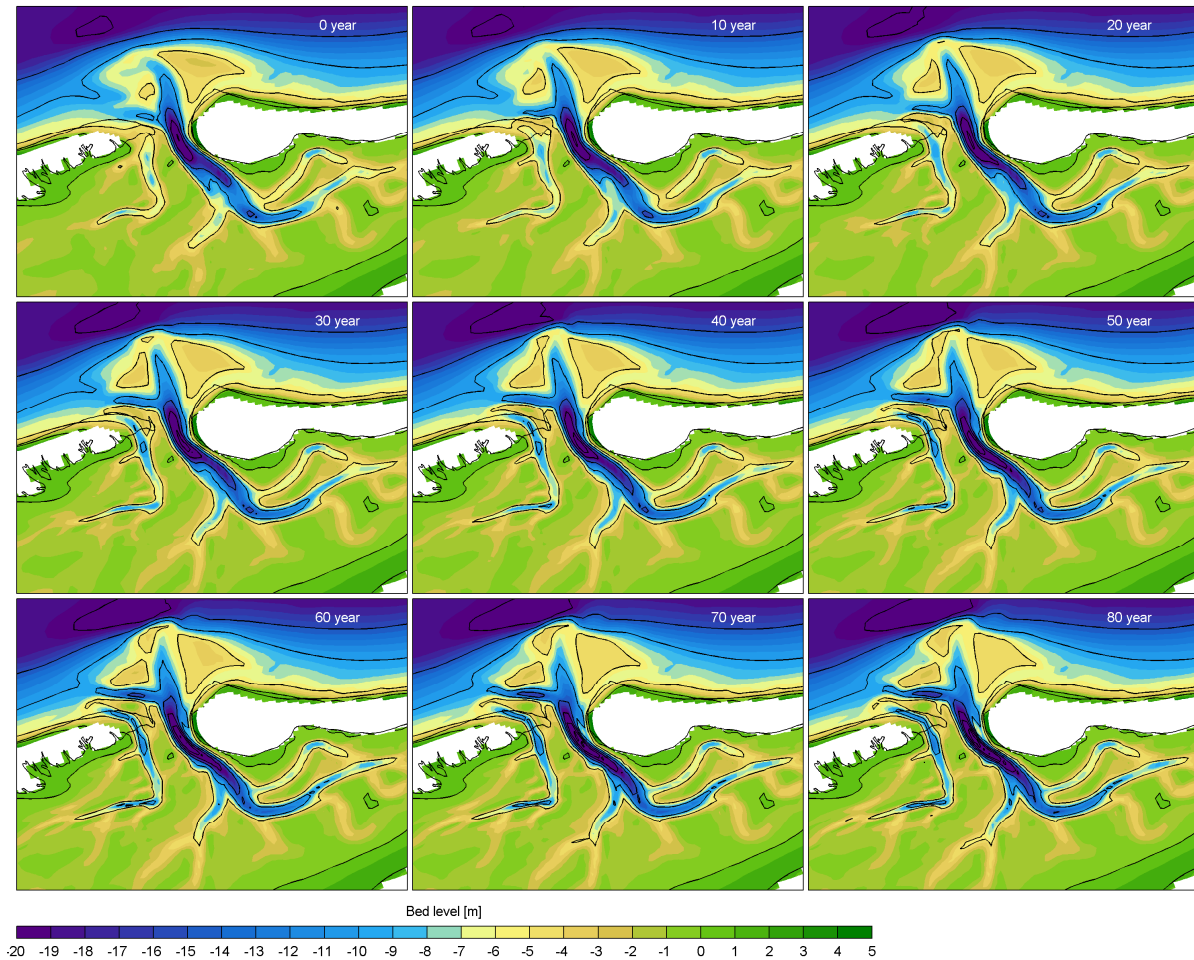 0 year
10 year
20 year
30 year
40 year
50 year
60 year
70 year
80 year
Bed level [m]
-20 -19 -18 -17 -16 -15 -14 -13 -12 -11 -10 -9 -8 -7 -6 -5 -4 -3 -2 -1 0 1 2 3 4 5